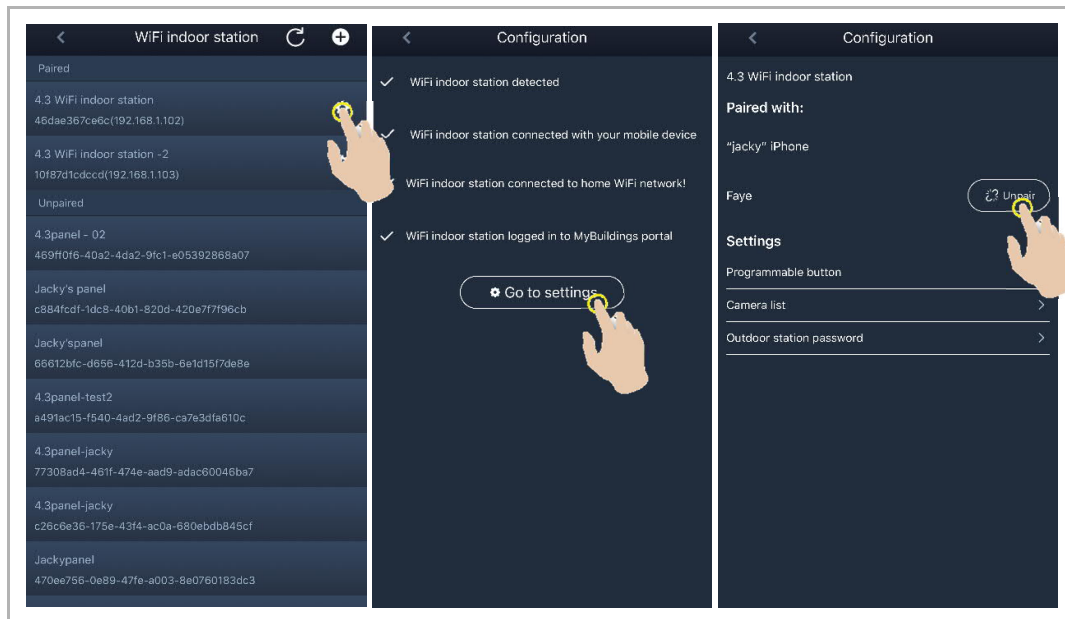 WiFi indoor station
Paired
4.3 WiFi indoor station
46dae367ce6c(192.168.1.102)
4.3 WiFi indoor station -2
10f87d1cdccd(192.168.1.103)
Unpaired
4.3panel - 02
469ff0f6-40a2-4da2-9fc1-e05392868a07
Jacky's panel
c884fcdf-1dc8-40b1-820d-420e7f7f96cb
Jacky'spanel
66612bfc-d656-412d-b35b-6e1d15f7de8e
4.3panel-test2
a491ac15-f540-4ad2-9f86-ca7e3dfa610c
4.3panel-jacky
77308ad4-461f-474e-aad9-adac60046ba7
4.3panel-jacky
c26c6e36-175e-43f4-ac0a-680ebdb845cf
Jackypanel
470ee756-0e89-47fe-a003-8e0760183dc3
Configuration
WiFi indoor station detected
WiFi indoor station connected with your mobile device
WiFi indoor station connected to home WiFi network!
WiFi indoor station logged in to MyBuildings portal
Go to settings
Configuration
4.3 WiFi indoor station
Paired with:
“jacky” iPhone
Faye
Unpair
Settings
Programmable button
Camera list
Outdoor station password